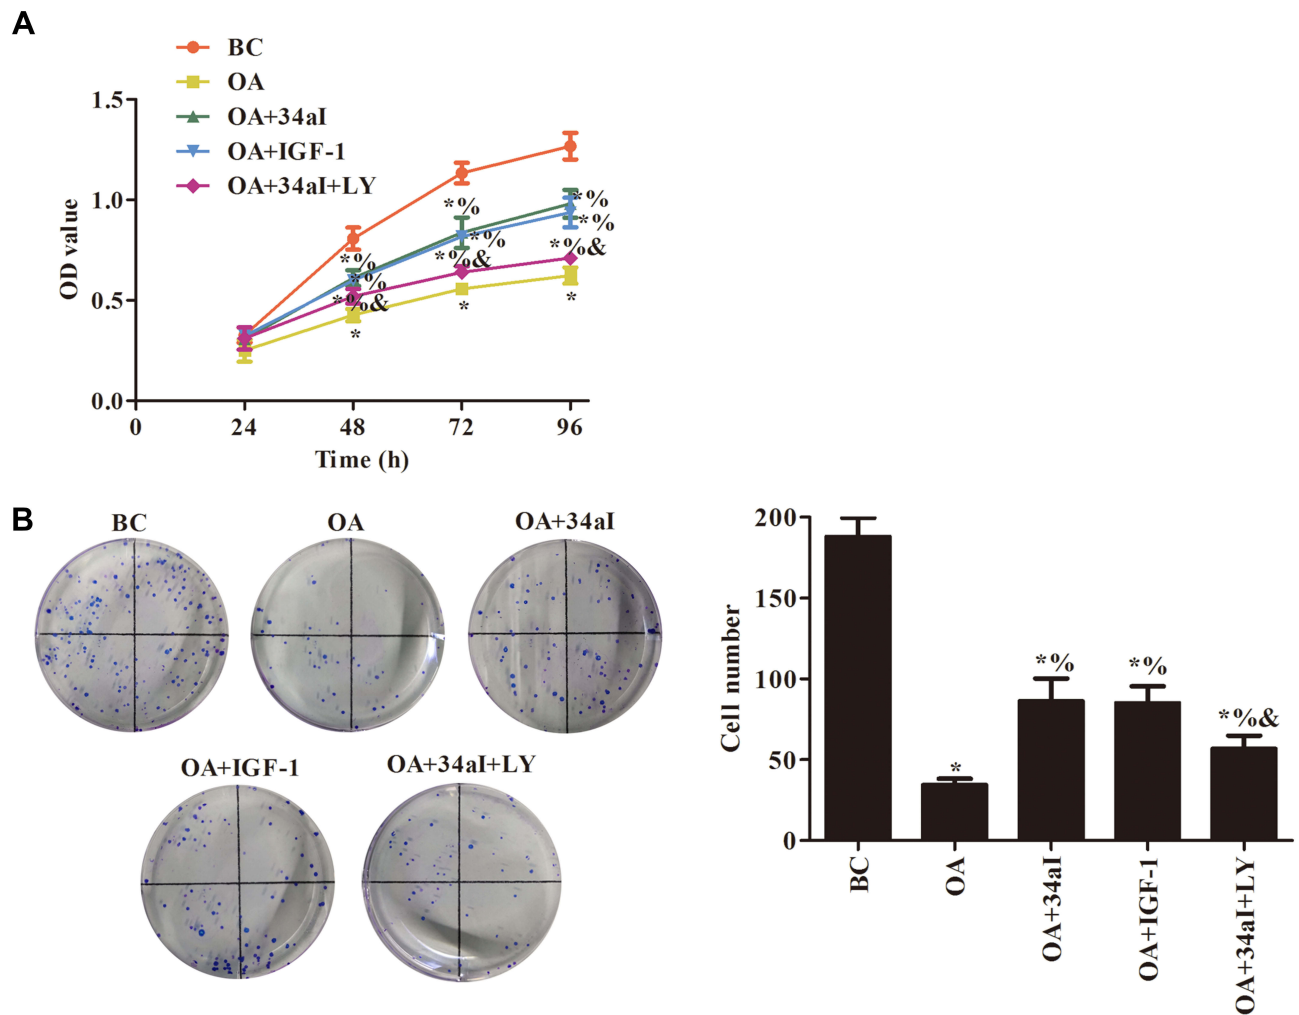 A
BC
OA
OA+34aI
OA+IGF-1
OA+34aI+LY
1.5
1.0
0.5
0.0
OD value
*%
*%
*%&
*
*%
*%
*%&
*
*%
*%
*%&
*
0
24
48
72
96
Time (h)
B
BC
OA
OA+34aI
OA+IGF-1
OA+34aI+LY
200
150
100
50
0
Cell number
*
*%
*%
*%&
BC
OA
OA+34aI
OA+IGF-1
OA+34aI+LY